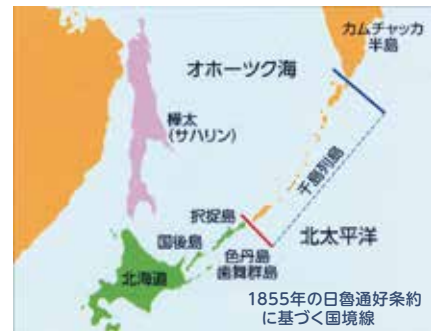 カムチャッカ
半島
オホーツク海
樺太
(サハリン)
千島列島
択捉島
北太平洋
国後島
色丹島
歯舞群島
北海道
1855年の日魯通好条約
に基づく国境線